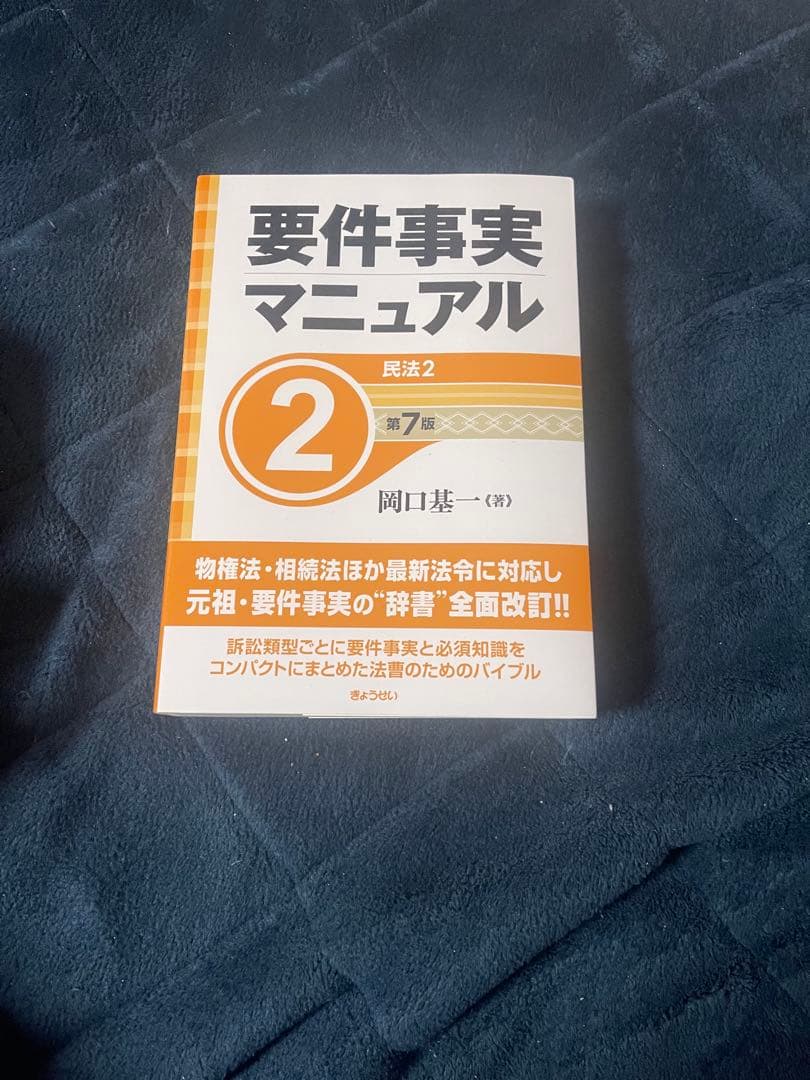 要件事実
マニュアル
民法2
2
第7版
岡口基一《著》
物権法・相続法ほか最新法令に対応し
元祖・要件事実の“辞書”全面改訂!!
訴訟類型ごとに要件事実と必須知識を
コンパクトにまとめた法曹のためのバイブル
ぎょうせい